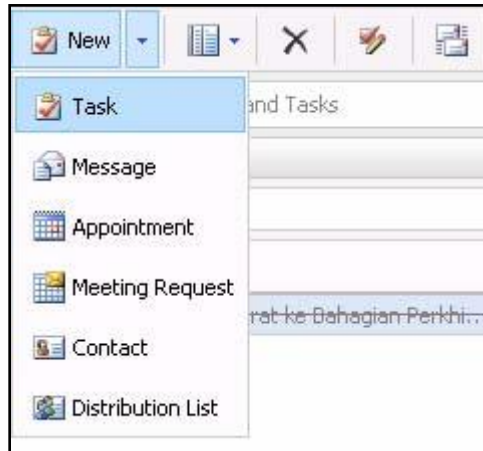 New
Task
and Tasks
Message
Appointment
Meeting Request
rat ke Bahagian Perkhi...
Contact
Distribution List